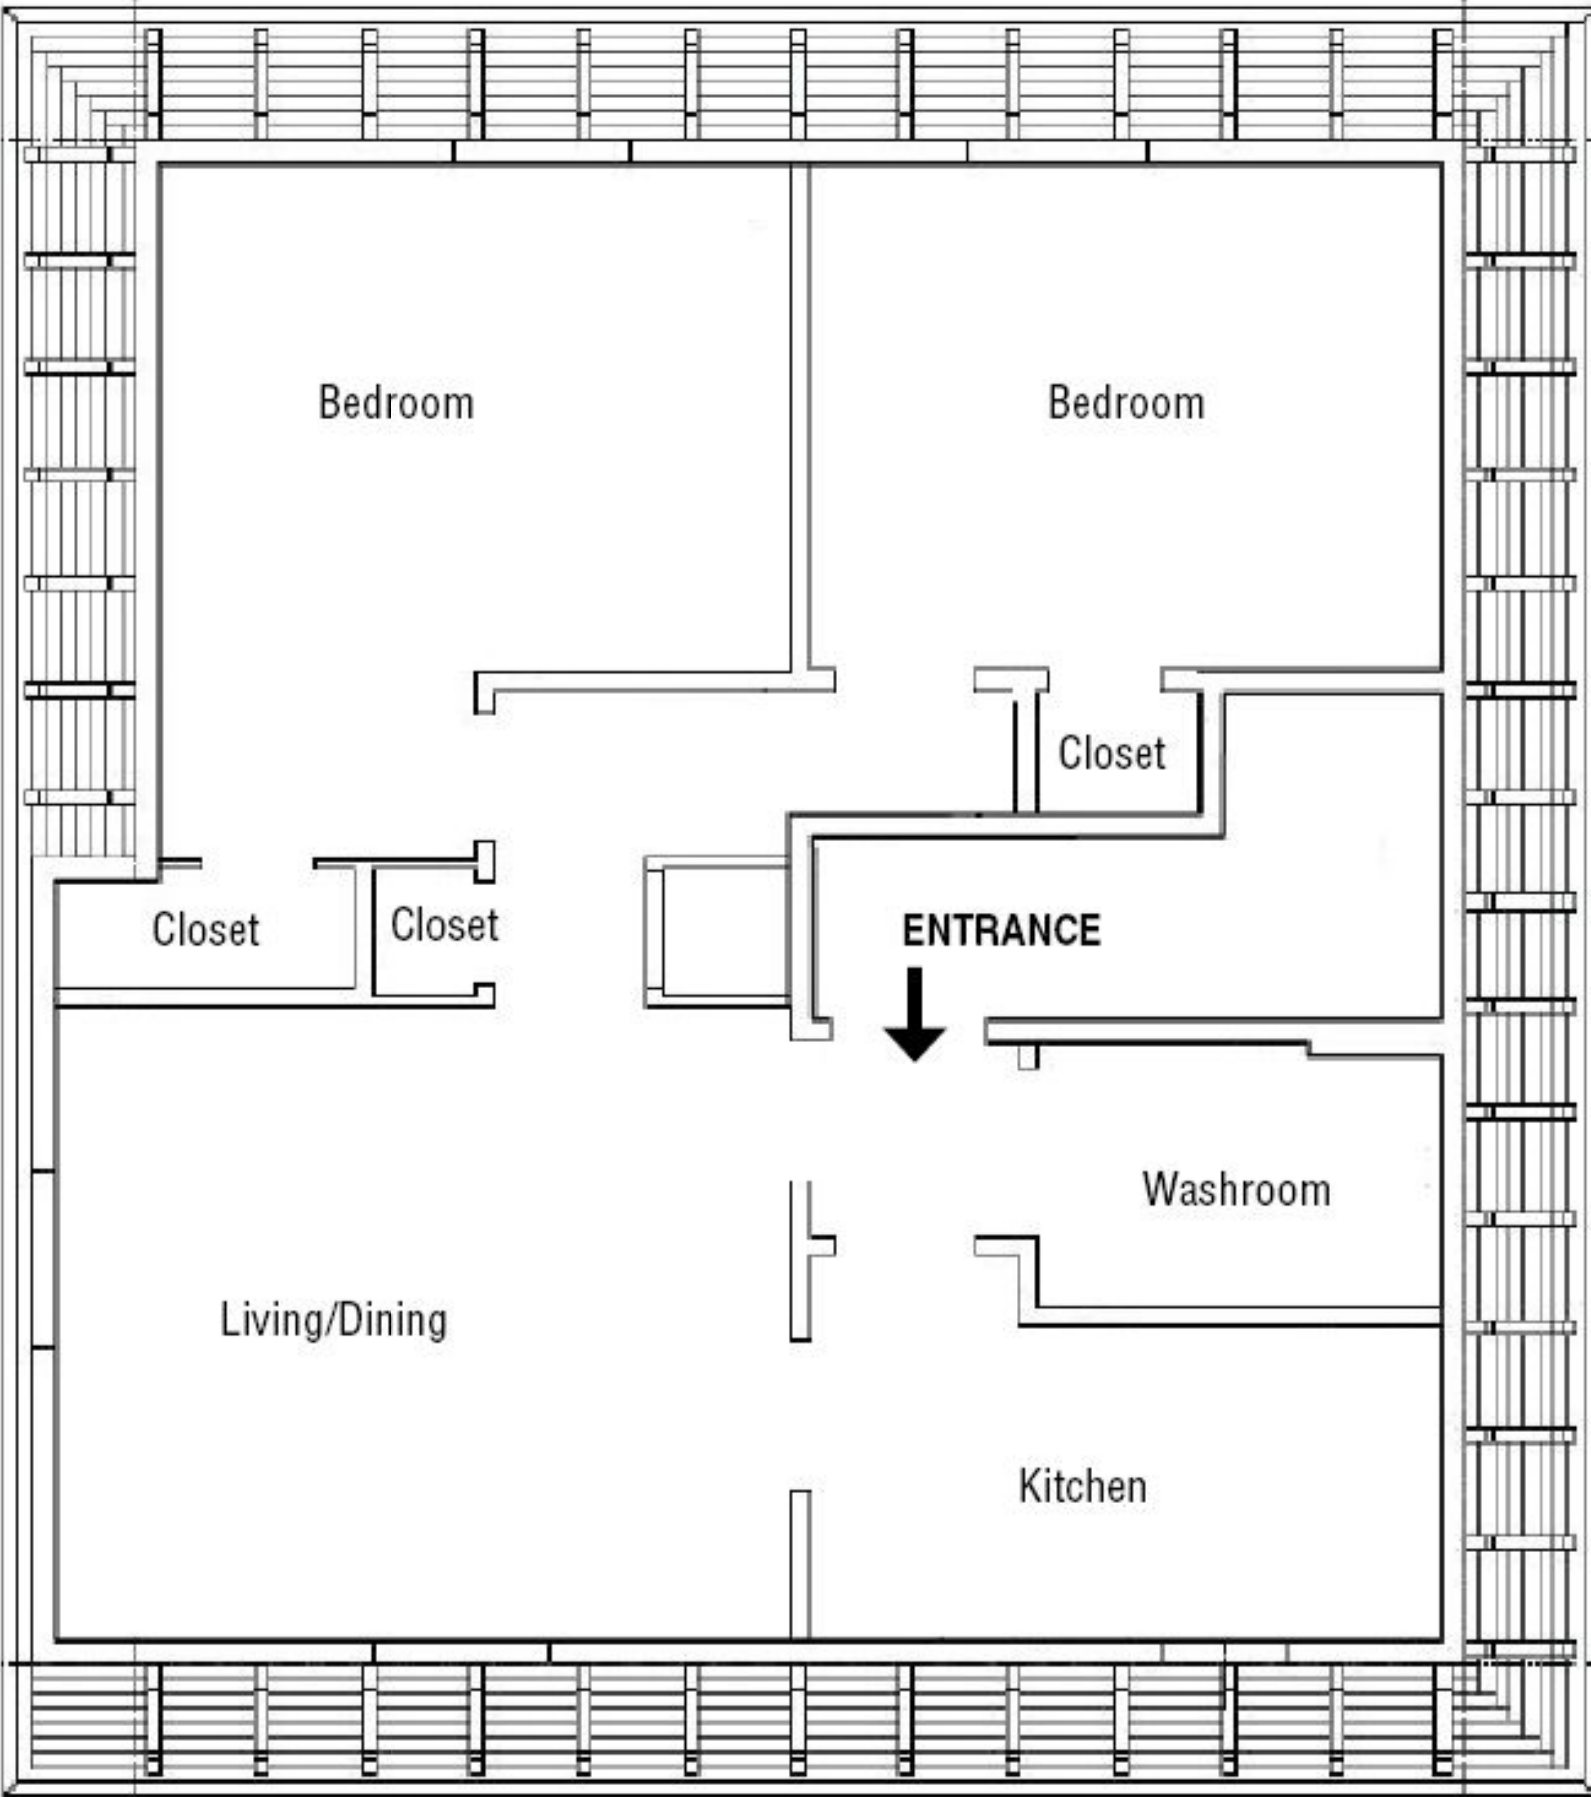 Bedroom
Bedroom
Closet
Closet
Closet
ENTRANCE
Washroom
Living/Dining
Kitchen